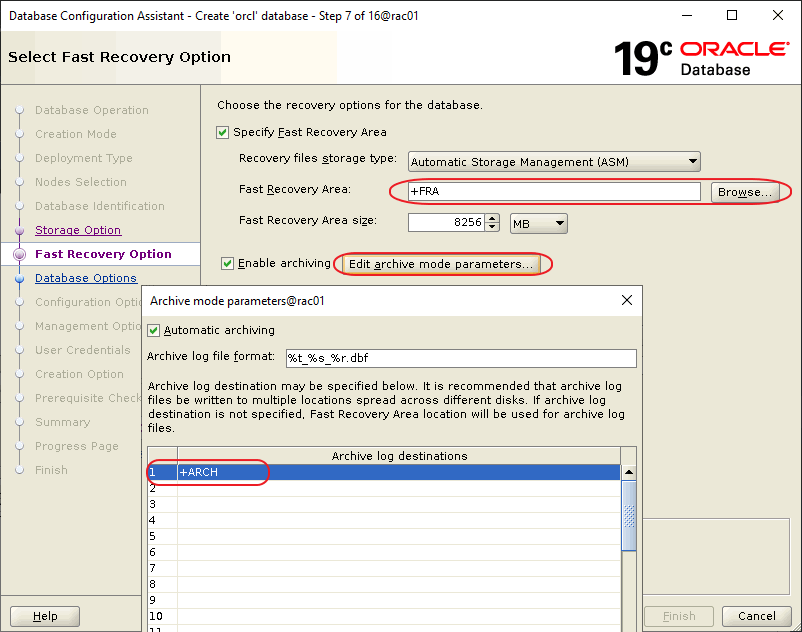 Database Configuration Assistant - Create 'orcl' database - Step 7 of 16@rac01
Select Fast Recovery Option
19c ORACLE
Database
Database Operation
Creation Mode
Deployment Type
Nodes Selection
Database Identification
Storage Option
Fast Recovery Option
Database Options
Configuration Optio
Management Optio
User Credentials
Creation Option
Prerequisite Check
Summary
Progress Page
Finish
Choose the recovery options for the database.
Specify Fast Recovery Area
Recovery files storage type: Automatic Storage Management (ASM)
Fast Recovery Area: +FRA Browse...
Fast Recovery Area size: 8256 MB
Enable archiving Edit archive mode parameters...
Archive mode parameters@rac01
Automatic archiving
Archive log file format: %t_%s_%r.dbf
Archive log destination may be specified below. It is recommended that archive log
files be written to multiple locations spread across different disks. If archive log
destination is not specified, Fast Recovery Area location will be used for archive log
files.
Archive log destinations
1 +ARCH
2
3
4
5
6
7
8
9
10
11
Help
Finish Cancel